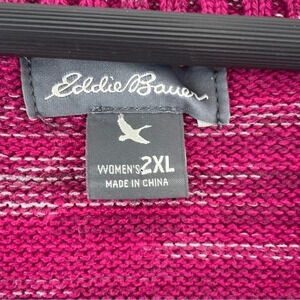 Eddie Bauer
WOMEN'S 2XL
MADE IN CHINA